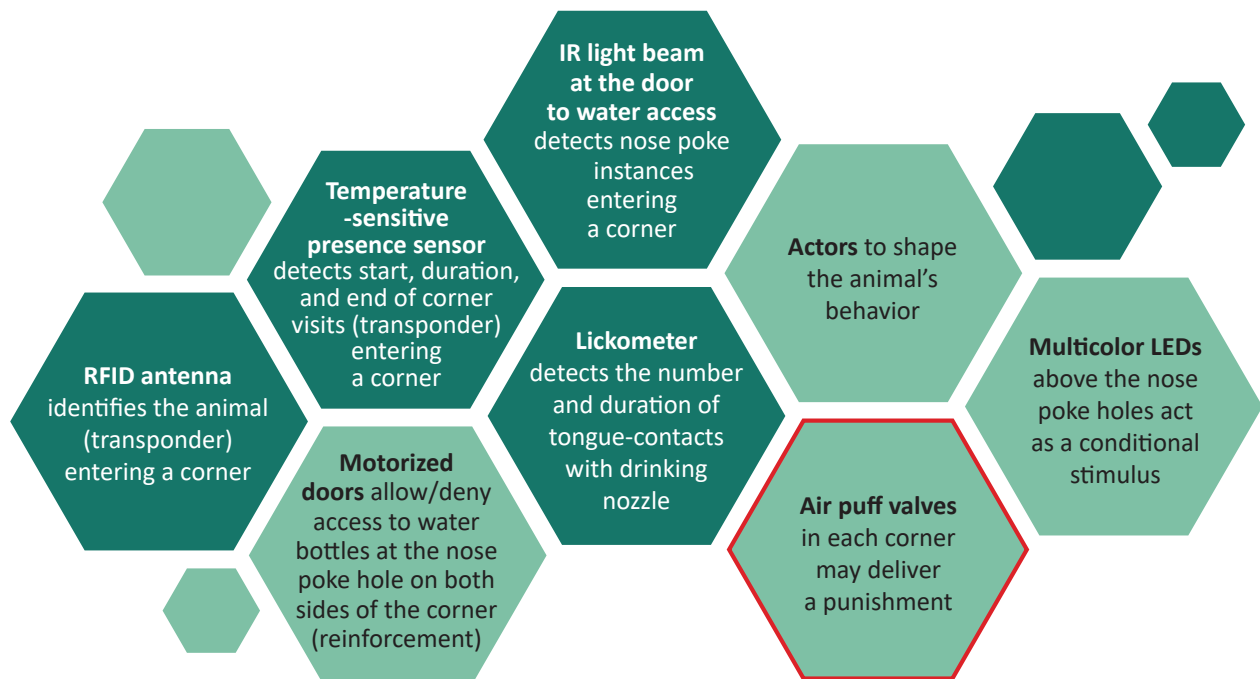 IR light beam
at the door
to water access
detects nose poke
instances
entering
a corner
Temperature
-sensitive
presence sensor
detects start, duration,
and end of corner
visits (transponder)
entering
a corner
Actors to shape
the animal's
behavior
RFID antenna
identifies the animal
(transponder)
entering a corner
Lickometer
detects the number
and duration of
tongue-contacts
with drinking
nozzle
Multicolor LEDs
above the nose
poke holes act
as a conditional
stimulus
Motorized
doors allow/deny
access to water
bottles at the nose
poke hole on both
sides of the corner
(reinforcement)
Air puff valves
in each corner
may deliver
a punishment